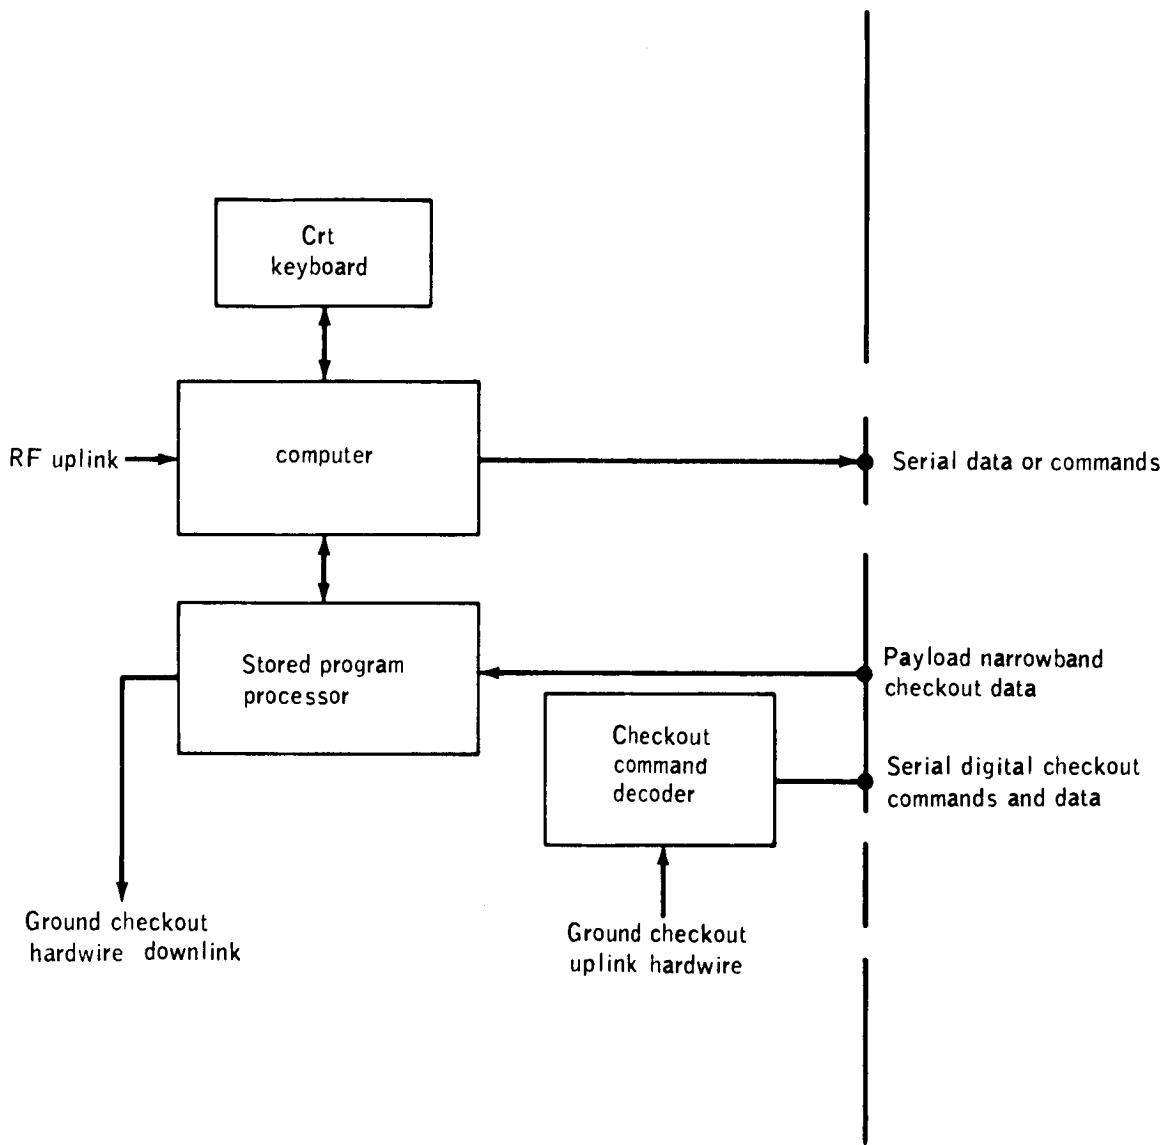 Crt
keyboard
RF uplink
computer
Serial data or commands
Stored program
processor
Payload narrowband
checkout data
Checkout
command
decoder
Serial digital checkout
commands and data
Ground checkout
hardwire downlink
Ground checkout
uplink hardwire